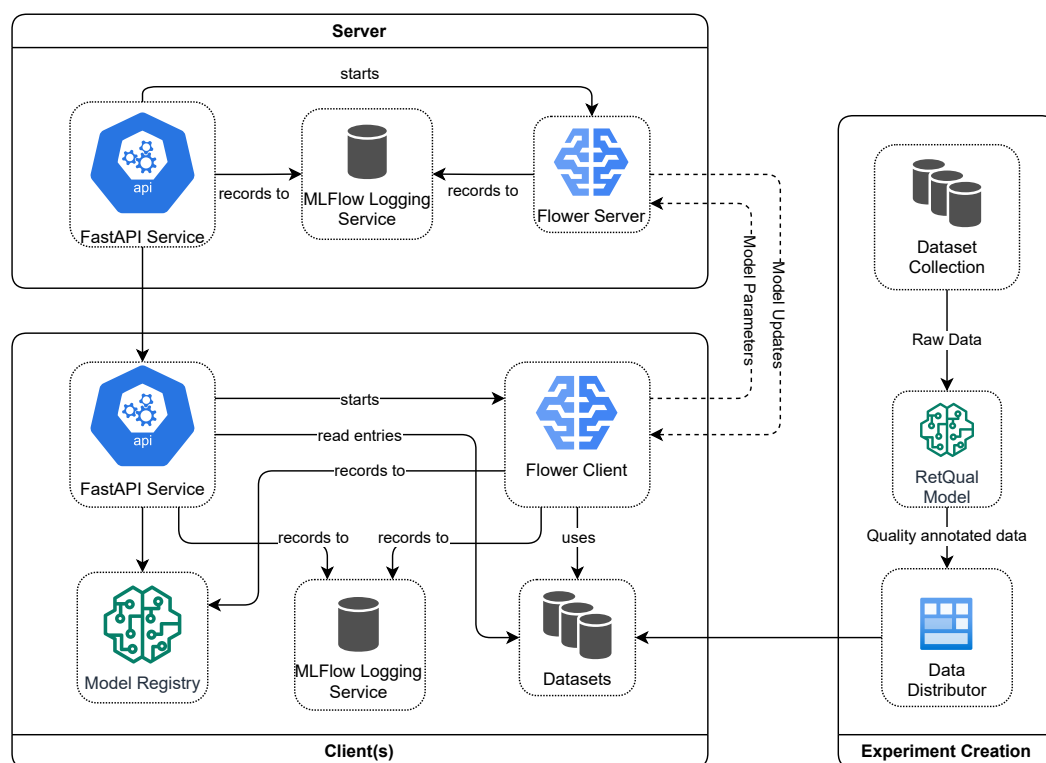 Server
starts
api
FastAPI Service
records to
MLFlow Logging
Service
records to
Flower Server
Model Parameters
Model Updates
Client(s)
api
FastAPI Service
starts
read entries
records to
Flower Client
records to
records to
uses
Model Registry
MLFlow Logging
Service
Datasets
Experiment Creation
Dataset
Collection
Raw Data
RetQual
Model
Quality annotated data
Data
Distributor